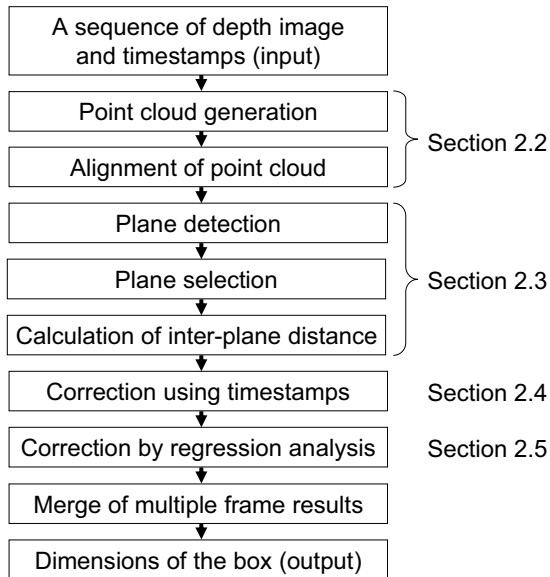 A sequence of depth image
and timestamps (input)
Point cloud generation
Alignment of point cloud
Section 2.2
Plane detection
Plane selection
Calculation of inter-plane distance
Section 2.3
Correction using timestamps
Section 2.4
Correction by regression analysis
Section 2.5
Merge of multiple frame results
Dimensions of the box (output)